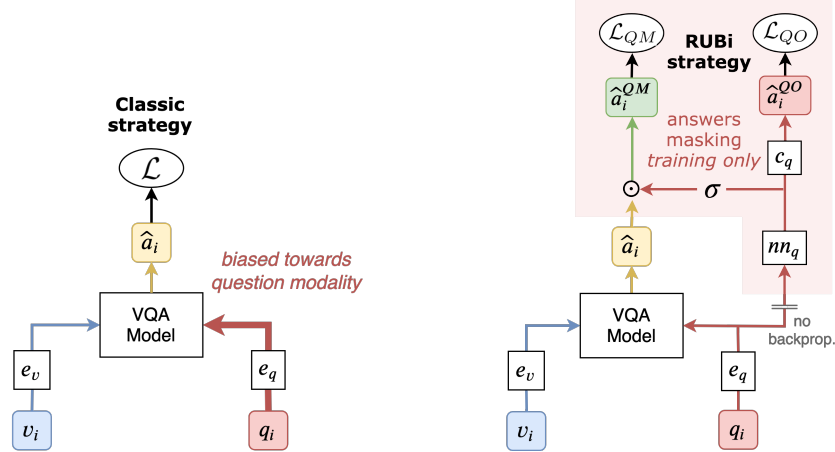 Classic
strategy
ℒ
â_i
biased towards
question modality
VQA
Model
e_v
e_q
v_i
q_i
ℒ_QM
RUBi
strategy
ℒ_QO
â_i^QM
â_i^QO
answers
masking
training only
c_q
⊙
σ
â_i
nn_q
VQA
Model
no
backprop.
e_v
e_q
v_i
q_i